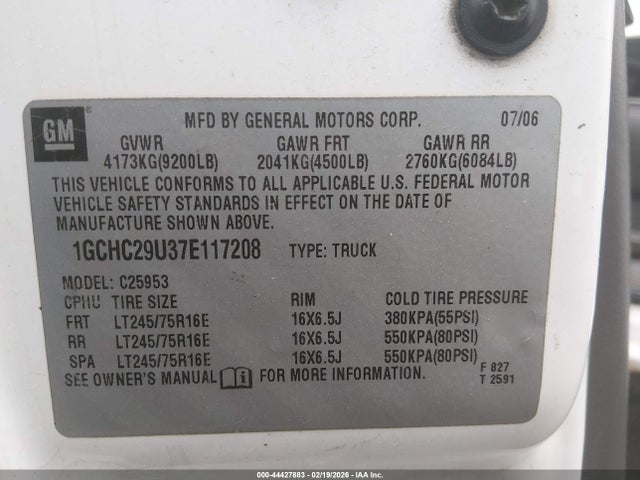 GM
MFD BY GENERAL MOTORS CORP. 07/06
GVWR GAWR FRT GAWR RR
4173KG(9200LB) 2041KG(4500LB) 2760KG(6084LB)
THIS VEHICLE CONFORMS TO ALL APPLICABLE U.S. FEDERAL MOTOR
VEHICLE SAFETY STANDARDS IN EFFECT ON THE DATE OF
MANUFACTURE SHOWN ABOVE.
1GCHC29U37E117208 TYPE: TRUCK
MODEL: C25953
CPHU TIRE SIZE RIM COLD TIRE PRESSURE
FRT LT245/75R16E 16X6.5J 380KPA(55PSI)
RR LT245/75R16E 16X6.5J 550KPA(80PSI)
SPA LT245/75R16E 16X6.5J 550KPA(80PSI)
SEE OWNER'S MANUAL FOR MORE INFORMATION.
F 827
T 2591
000-44427883 - 02/19/2026 - IAA Inc.